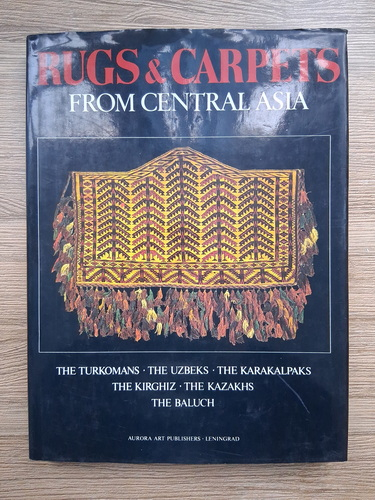 RUGS & CARPETS
FROM CENTRAL ASIA
THE TURKOMANS · THE UZBEKS · THE KARAKALPAKS
THE KIRGHIZ · THE KAZAKHS
THE BALUCH
AURORA ART PUBLISHERS · LENINGRAD